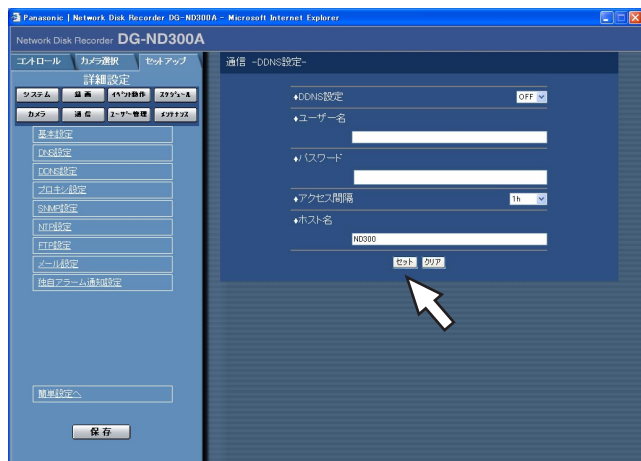 Panasonic | Network Disk Recorder DG-ND300A - Microsoft Internet Explorer
Network Disk Recorder DG-ND300A
コントロール カメラ選択 セットアップ
詳細設定
システム 録画 イベント動作 スケジュール
カメラ 通信 ユーザー管理 メンテナンス
基本設定
DNS設定
DDNS設定
プロキシ設定
SNMP設定
NTP設定
FTP設定
メール設定
独自アラーム通知設定
簡単設定へ
保存
通信 -DDNS設定-
♦DDNS設定 OFF
♦ユーザー名
♦パスワード
♦アクセス間隔 1h
♦ホスト名
ND300
セット クリア